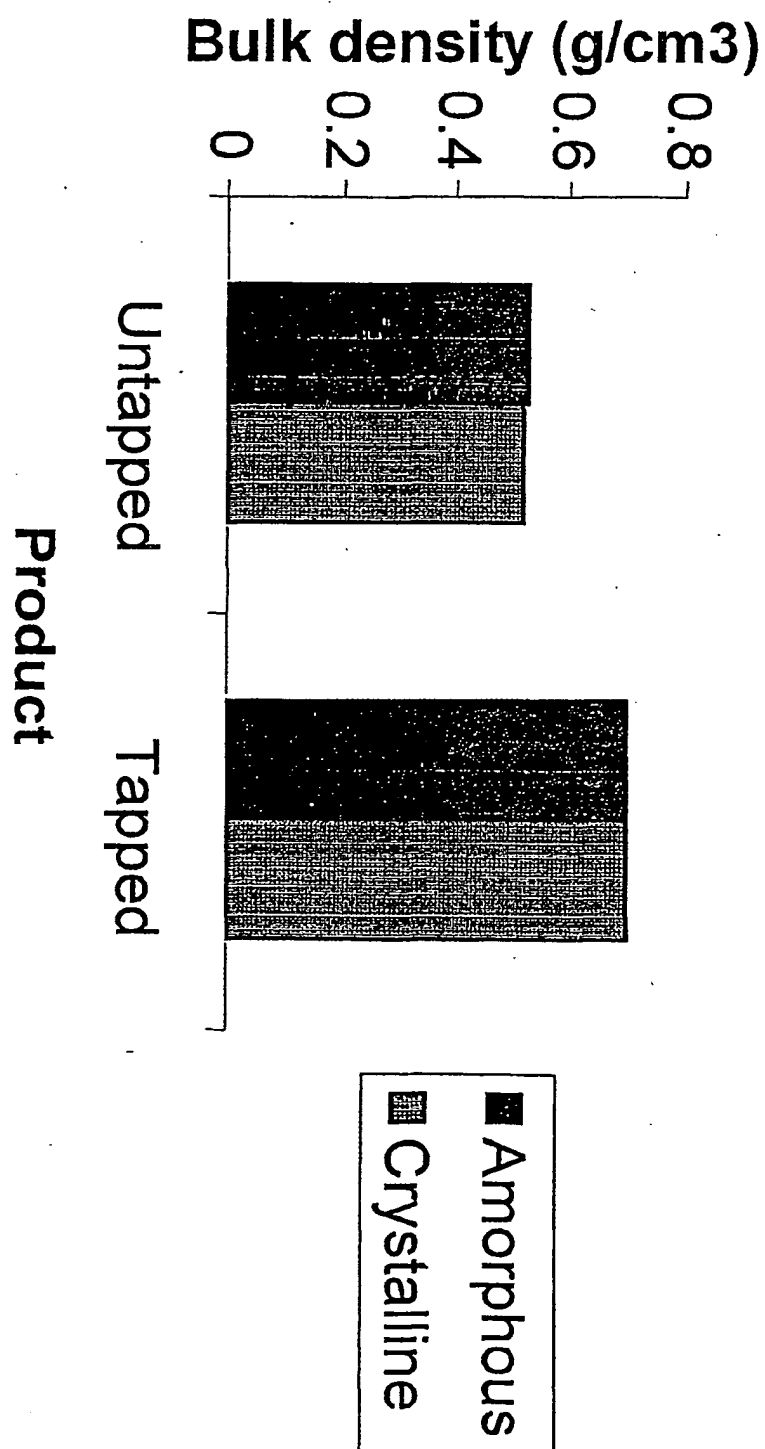 Bulk density (g/cm3)
0.8
0.6
0.4
0.2
0
Untapped
Tapped
Product
Amorphous
Crystalline